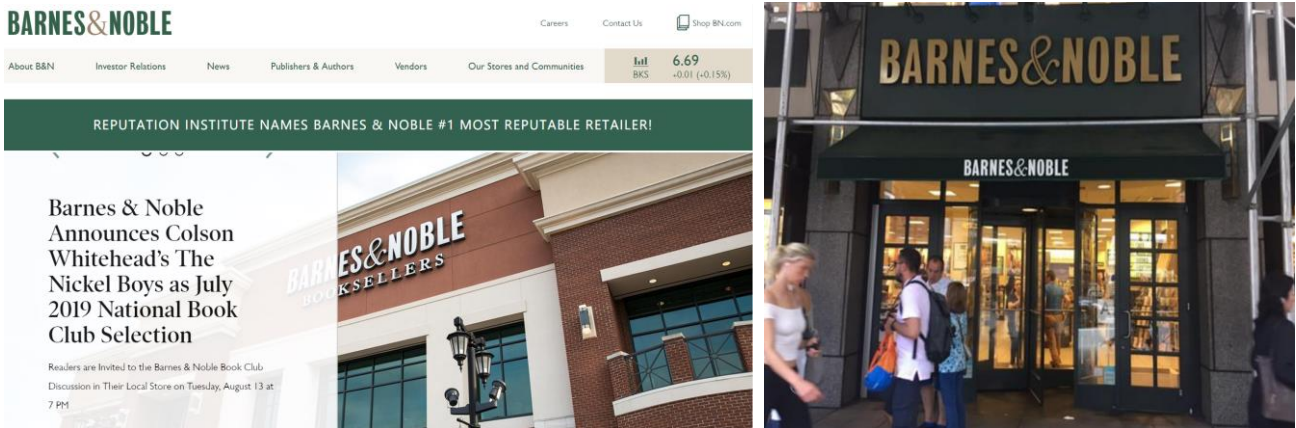 BARNES&NOBLE
Careers
Contact Us
Shop BN.com
About B&N
Investor Relations
News
Publishers & Authors
Vendors
Our Stores and Communities
BKS
6.69
+0.01 (+0.15%)
REPUTATION INSTITUTE NAMES BARNES & NOBLE #1 MOST REPUTABLE RETAILER!
Barnes & Noble
Announces Colson
Whitehead's The
Nickel Boys as July
2019 National Book
Club Selection
Readers are Invited to the Barnes & Noble Book Club
Discussion in Their Local Store on Tuesday, August 13 at
7 PM
BARNES&NOBLE
BOOKSELLERS
BARNES&NOBLE
BARNES&NOBLE